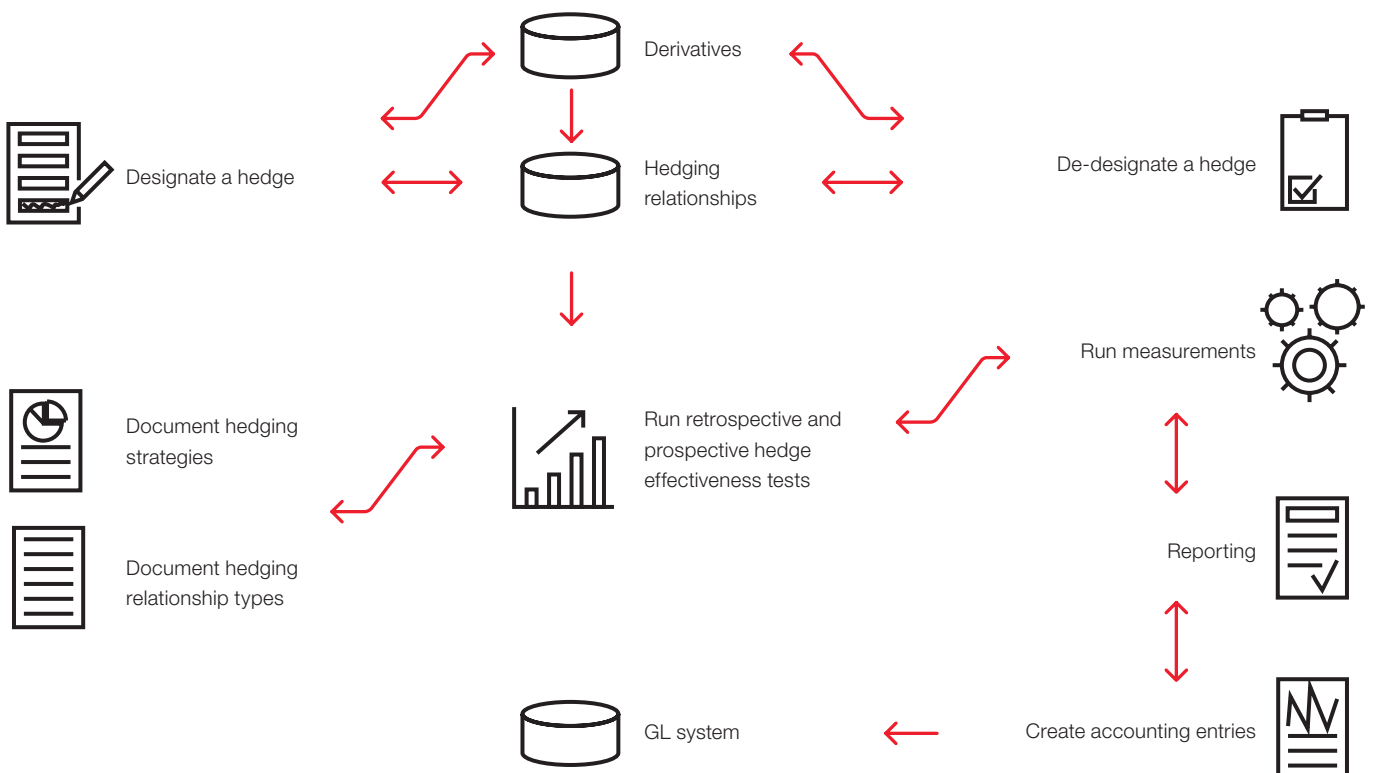 Derivatives
Designate a hedge
Hedging
relationships
De-designate a hedge
Run measurements
Document hedging
strategies
Run retrospective and
prospective hedge
effectiveness tests
Document hedging
relationship types
Reporting
GL system
Create accounting entries